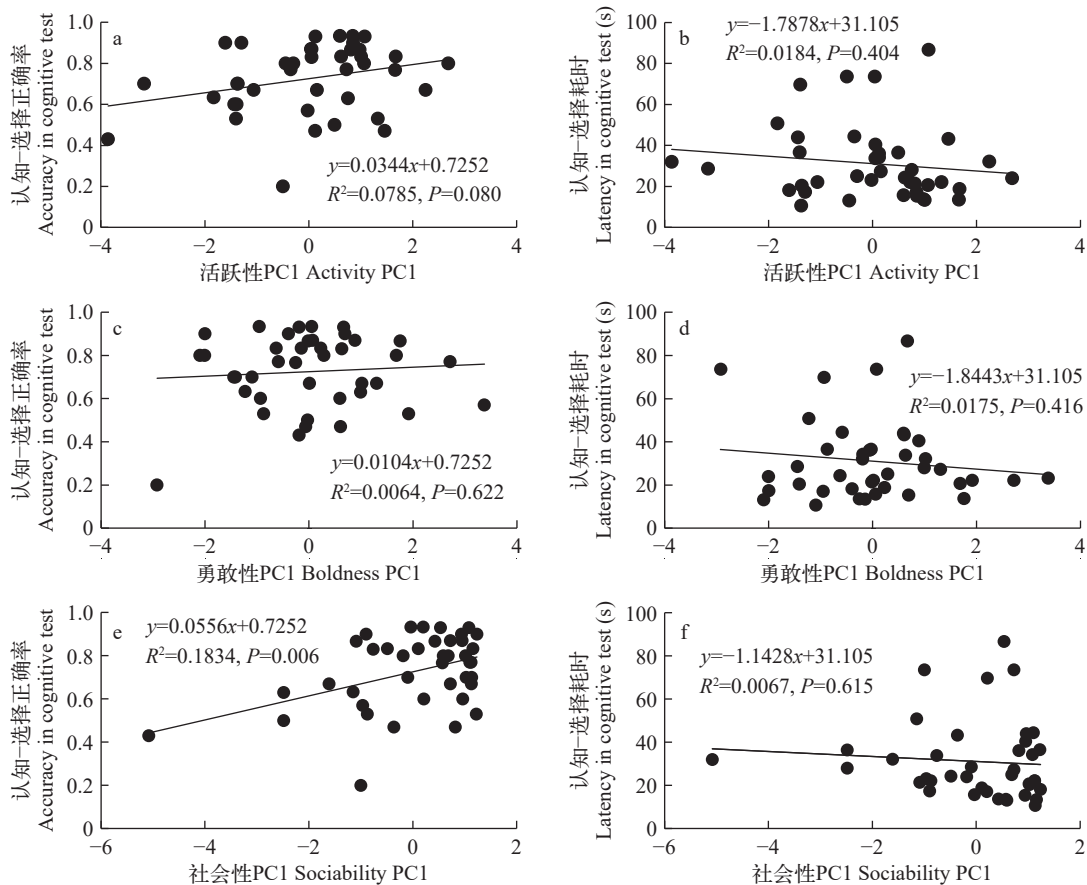 认知−选择正确率
Accuracy in cognitive test
1.0
0.8
0.6
0.4
0.2
0
a
y=0.0344x+0.7252
R²=0.0785, P=0.080
−4
−2
0
2
4
活跃性PC1 Activity PC1
认知−选择耗时
Latency in cognitive test (s)
100
80
60
40
20
0
b
y=−1.7878x+31.105
R²=0.0184, P=0.404
−4
−2
0
2
4
活跃性PC1 Activity PC1
认知−选择正确率
Accuracy in cognitive test
1.0
0.8
0.6
0.4
0.2
0
c
y=0.0104x+0.7252
R²=0.0064, P=0.622
−4
−2
0
2
4
勇敢性PC1 Boldness PC1
认知−选择耗时
Latency in cognitive test (s)
100
80
60
40
20
0
d
y=−1.8443x+31.105
R²=0.0175, P=0.416
−4
−2
0
2
4
勇敢性PC1 Boldness PC1
认知−选择正确率
Accuracy in cognitive test
1.0
0.8
0.6
0.4
0.2
0
e
y=0.0556x+0.7252
R²=0.1834, P=0.006
−6
−4
−2
0
2
社会性PC1 Sociability PC1
认知−选择耗时
Latency in cognitive test (s)
100
80
60
40
20
0
f
y=−1.1428x+31.105
R²=0.0067, P=0.615
−6
−4
−2
0
2
社会性PC1 Sociability PC1